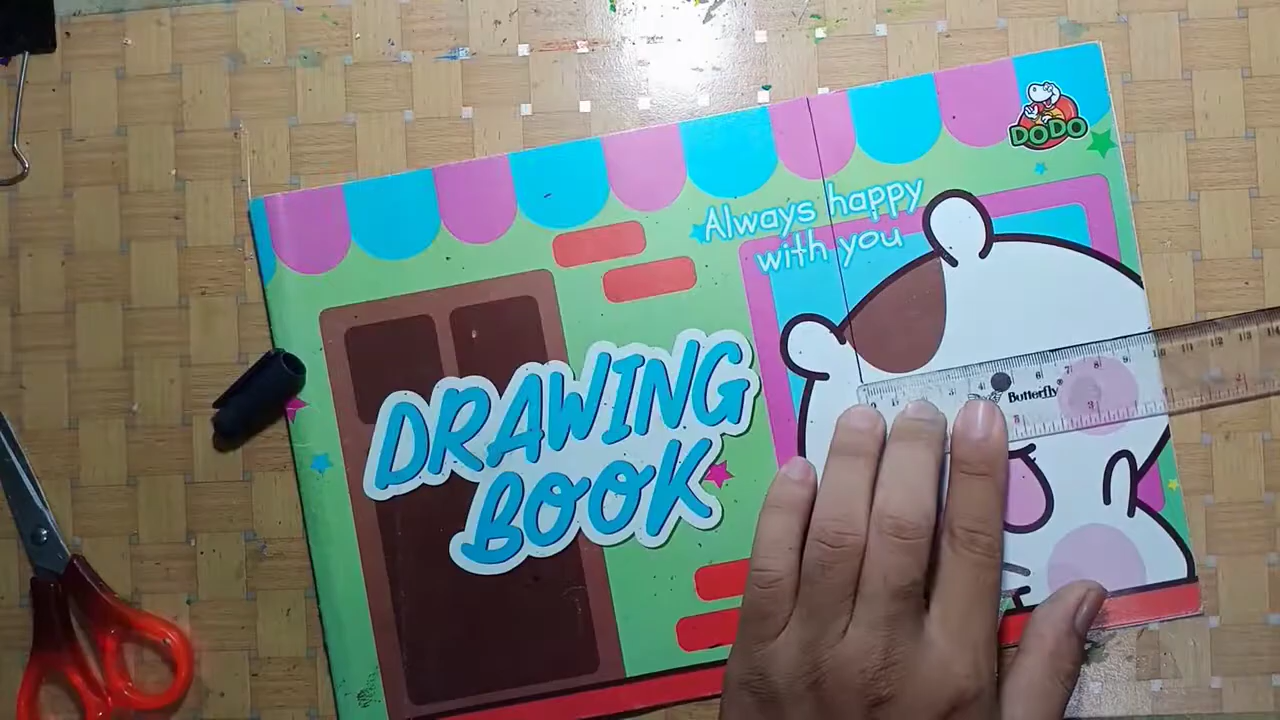 DODO
Always happy
with you
DRAWING
BOOK
Butterfly